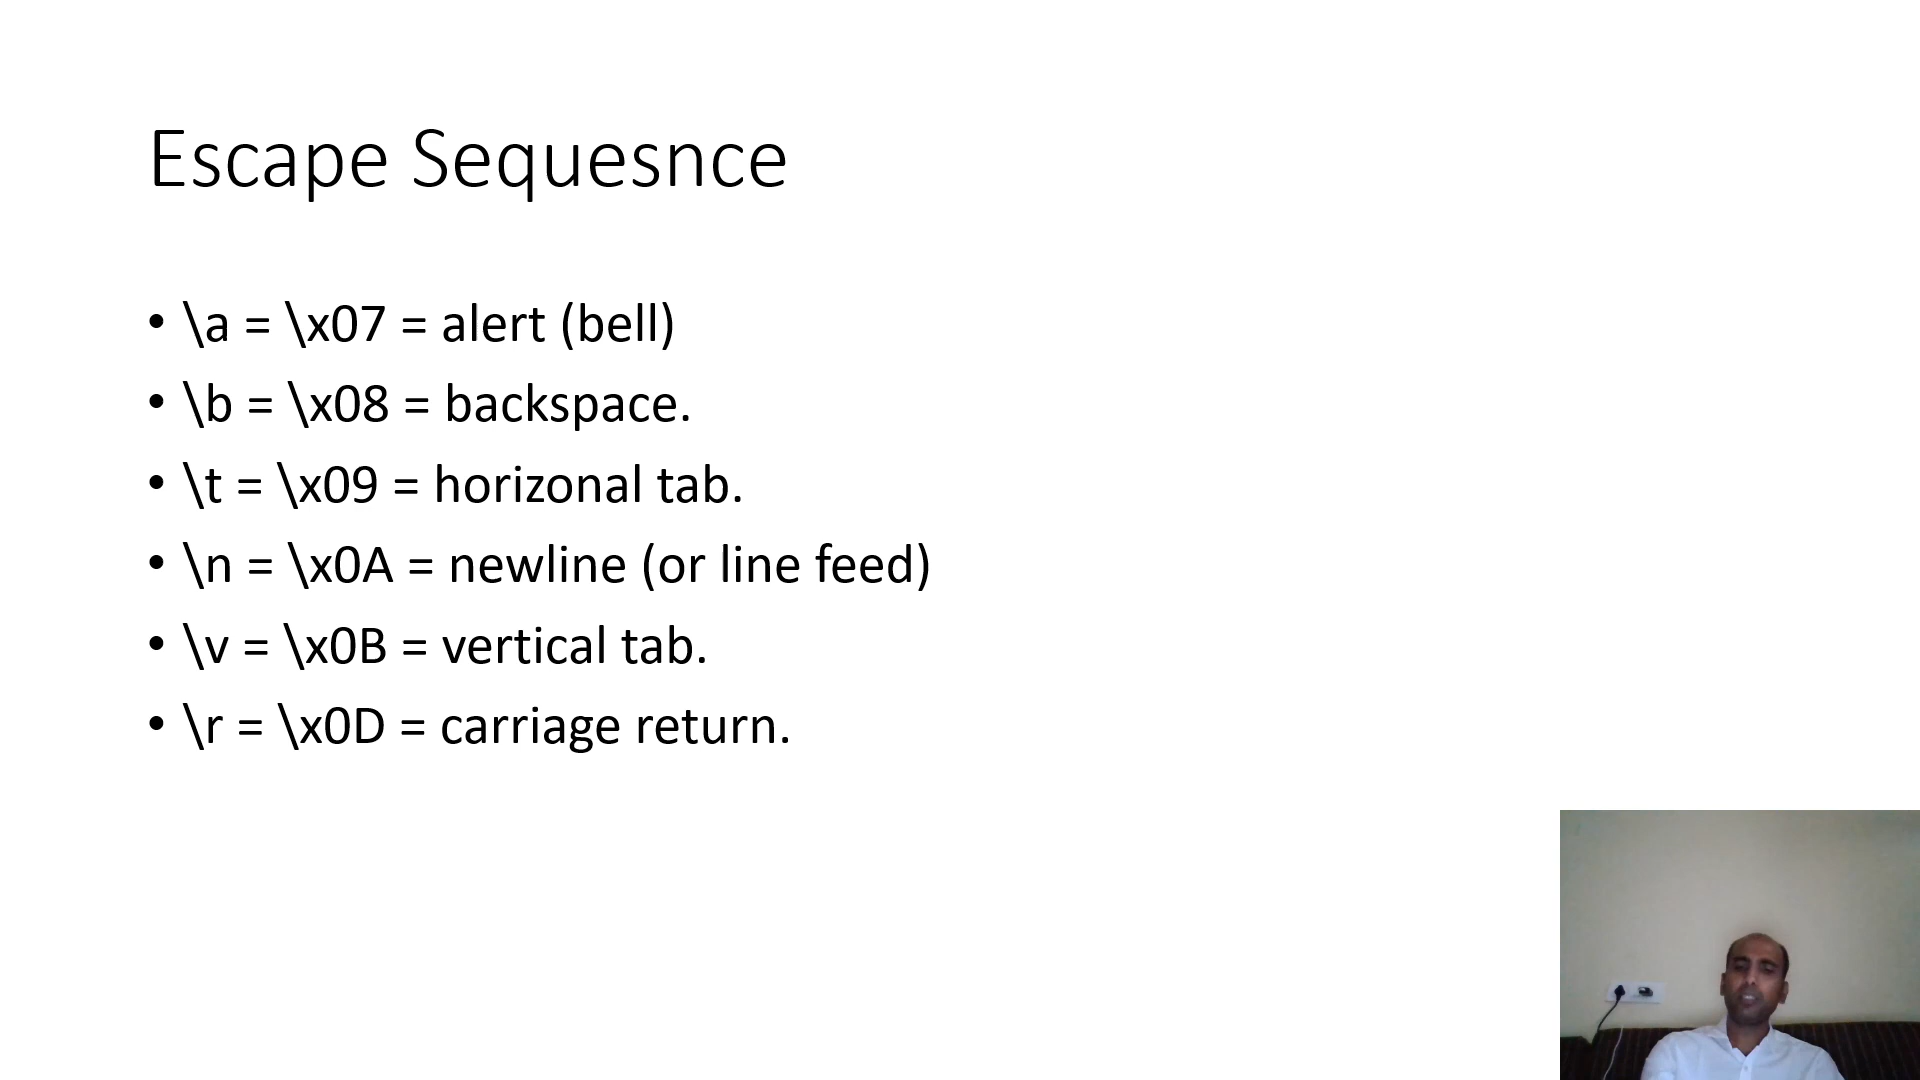 Escape Sequesnce
• \a = \x07 = alert (bell)
• \b = \x08 = backspace.
• \t = \x09 = horizonal tab.
• \n = \x0A = newline (or line feed)
• \v = \x0B = vertical tab.
• \r = \x0D = carriage return.